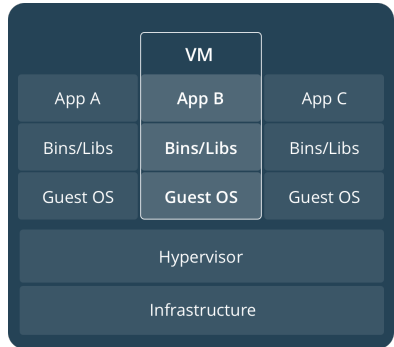 VM
App A App B App C
Bins/Libs Bins/Libs Bins/Libs
Guest OS Guest OS Guest OS
Hypervisor
Infrastructure